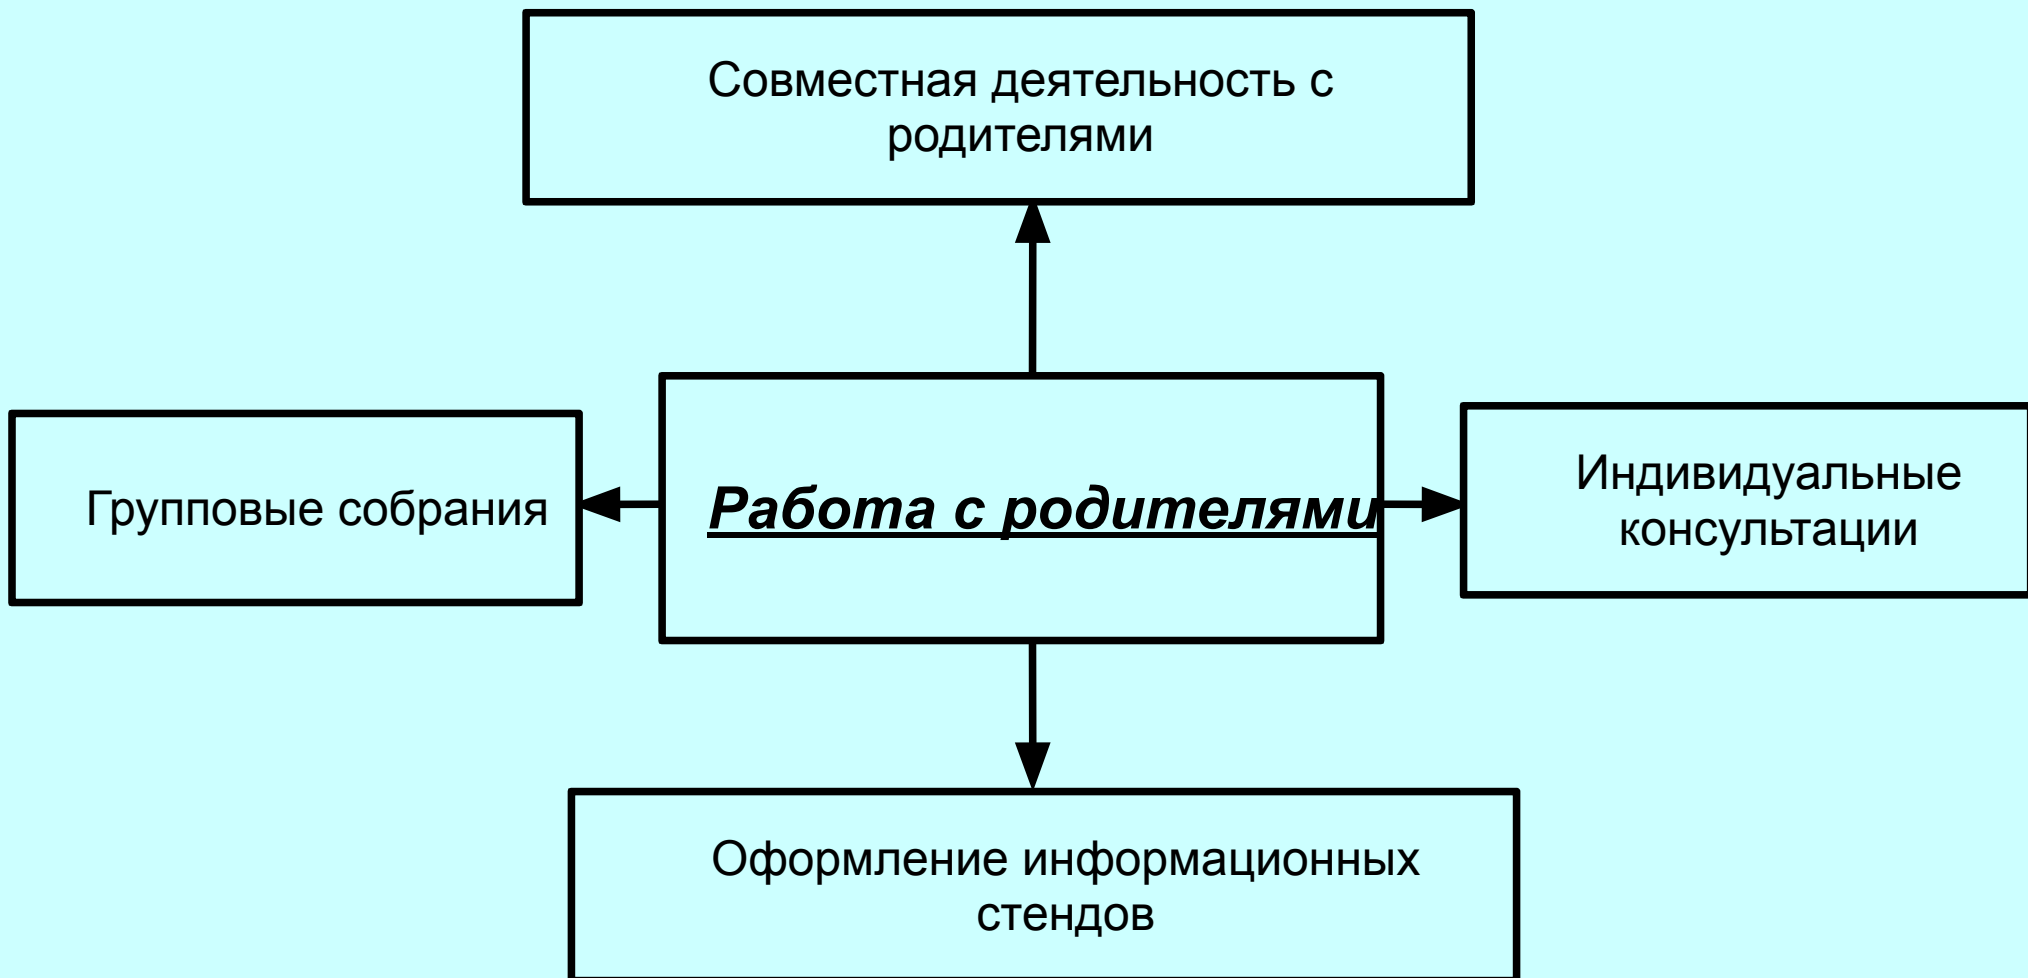 Совместная деятельность с
родителями
Групповые собрания
Работа с родителями
Индивидуальные
консультации
Оформление информационных
стендов